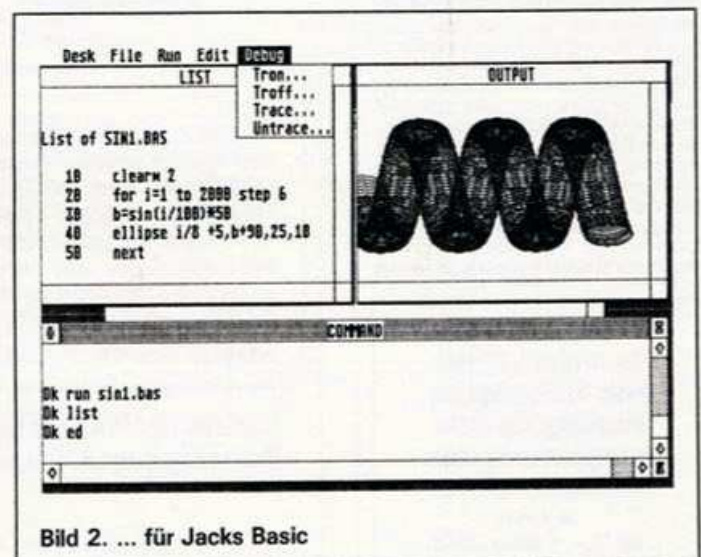 Desk File Run Edit Debug
LIST
Tron...
Troff...
Trace...
Untrace...
OUTPUT
List of SIN1.BAS
10 clearw 2
20 for i=1 to 2000 step 6
30 b=sin(i/100)*50
40 ellipse i/8 +5,b+90,25,10
50 next
COMMAND
Ok run sin1.bas
Ok list
Ok ed
Bild 2. ... für Jacks Basic